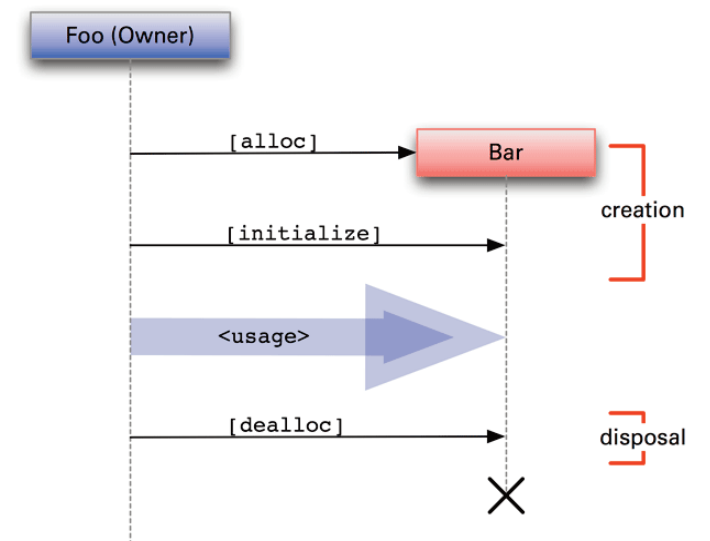 Foo (Owner)
[alloc]
Bar
creation
[initialize]
<usage>
[dealloc]
disposal